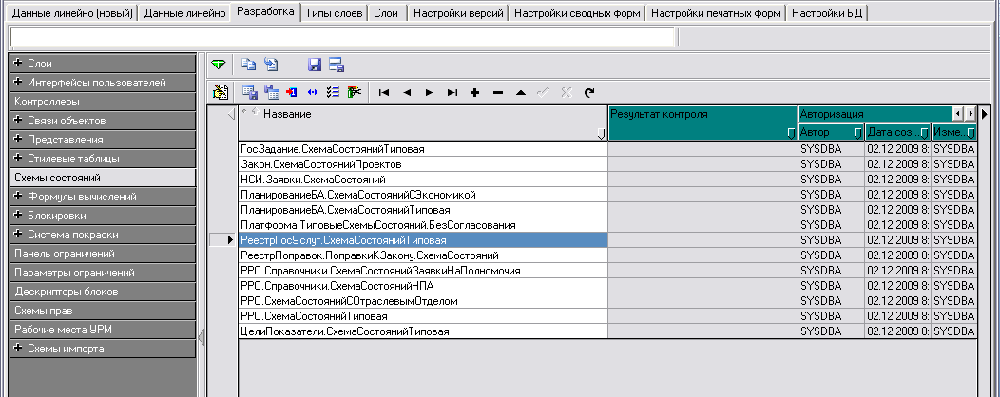 Данные линейно (новый) Данные линейно Разработка Типы слоев Слои Настройки версий Настройки сводных форм Настройки печатных форм Настройки БД
Слои
Интерфейсы пользователей
Контроллеры
Связи объектов
Представления
Стилевые таблицы
Схемы состояний
Формулы вычислений
Блокировки
Система покраски
Панель ограничений
Параметры ограничений
Дескрипторы блоков
Схемы прав
Рабочие места УРМ
Схемы импорта
Название Результат контроля Авторизация
Автор Дата соз... Изме...
ГосЗадание.СхемаСостоянийТиповая SYSDBA 02.12.2009 8: SYSDBA
Закон.СхемаСостоянийПроектов SYSDBA 02.12.2009 8: SYSDBA
НСИ.Заявки.СхемаСостояний SYSDBA 02.12.2009 8: SYSDBA
ПланированиеБА.СхемаСостоянийСЭкономикой SYSDBA 02.12.2009 8: SYSDBA
ПланированиеБА.СхемаСостоянийТиповая SYSDBA 02.12.2009 8: SYSDBA
Платформа.ТиповыеСхемыСостояний.БезСогласования SYSDBA 02.12.2009 8: SYSDBA
РеестрГосУслуг.СхемаСостоянийТиповая SYSDBA 02.12.2009 8: SYSDBA
РеестрПоправок.ПоправкиКЗакону.СхемаСостояний SYSDBA 02.12.2009 8: SYSDBA
РРО.Справочники.СхемаСостоянийЗаявкиНаПолномочия SYSDBA 02.12.2009 8: SYSDBA
РРО.Справочники.СхемаСостоянийНПА SYSDBA 02.12.2009 8: SYSDBA
РРО.СхемаСостоянийСОтраслевымОтделом SYSDBA 02.12.2009 8: SYSDBA
РРО.СхемаСостоянийТиповая SYSDBA 02.12.2009 8: SYSDBA
ЦелиПоказатели.СхемаСостоянийТиповая SYSDBA 02.12.2009 8: SYSDBA